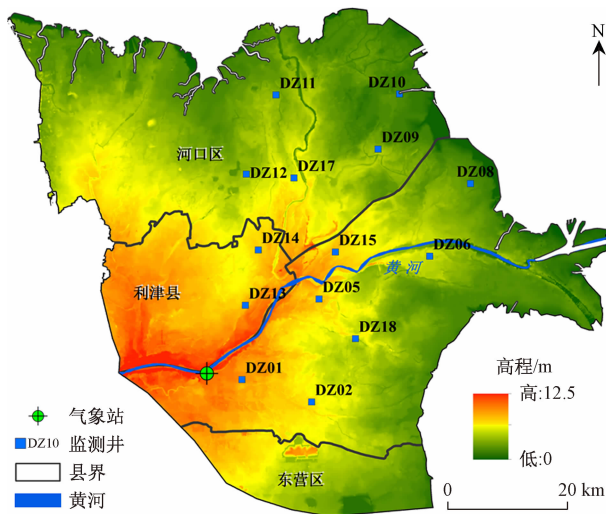 N
DZ11
DZ10
DZ09
河口区
DZ12
DZ17
DZ08
DZ14
DZ15
DZ06
黄河
利津县
DZ13
DZ05
DZ18
DZ01
DZ02
东营区
高程/m
高:12.5
低:0
气象站
DZ10 监测井
县界
黄河
0 20 km